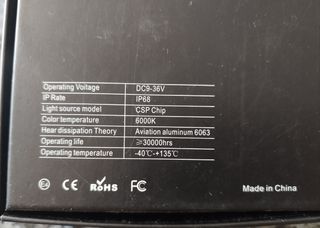 Operating Voltage DC9-36V
IP Rate IP68
Light source model CSP Chip
Color temperature 6000K
Hear dissipation Theory Aviation aluminum 6063
Operating life ≥30000hrs
Operating temperature -40℃-+135℃
E4 CE RoHS FC Made in China